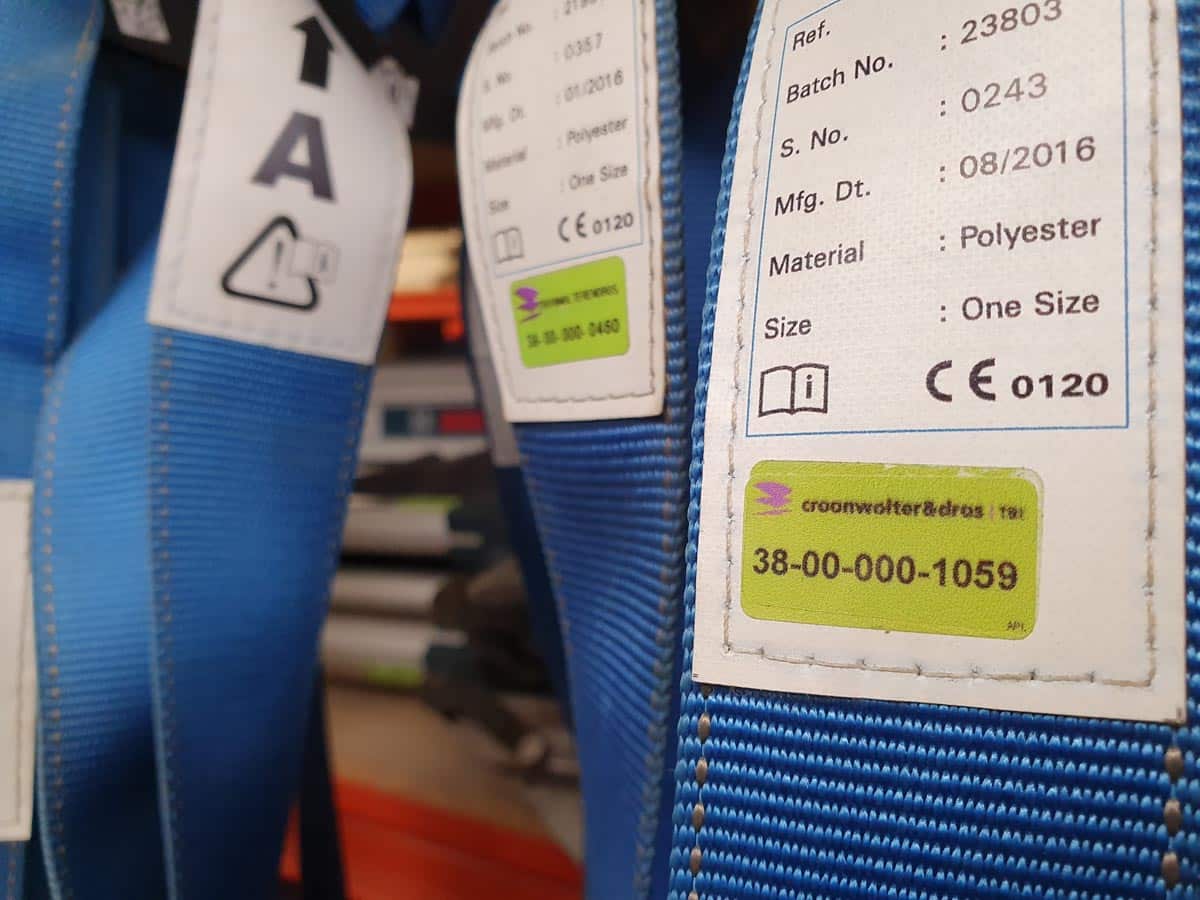 A
: 0357
S. No
: 01/2016
Mfg. Dt.
: Polyester
Material
: One Size
Size
CE 0120
38-00-000-0460
Ref.
Batch No. : 23803
S. No. : 0243
Mfg. Dt. : 08/2016
Material : Polyester
Size : One Size
i
CE 0120
croonwolter&dros | TBI
38-00-000-1059